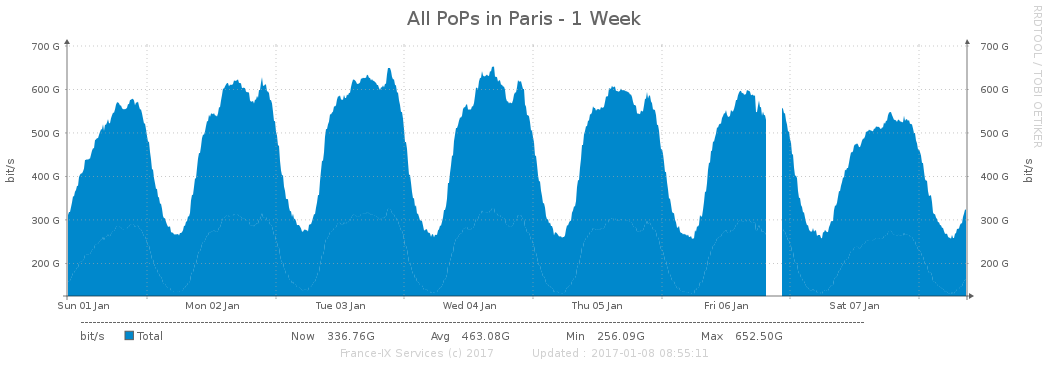 All PoPs in Paris - 1 Week
RRDTOOL / TOBI OETIKER
700 G 700 G
600 G 600 G
500 G 500 G
400 G 400 G
300 G 300 G
200 G 200 G
bit/s bit/s
Sun 01 Jan Mon 02 Jan Tue 03 Jan Wed 04 Jan Thu 05 Jan Fri 06 Jan Sat 07 Jan
bit/s Total Now 336.76G Avg 463.08G Min 256.09G Max 652.50G
France-IX Services (c) 2017 Updated : 2017-01-08 08:55:11